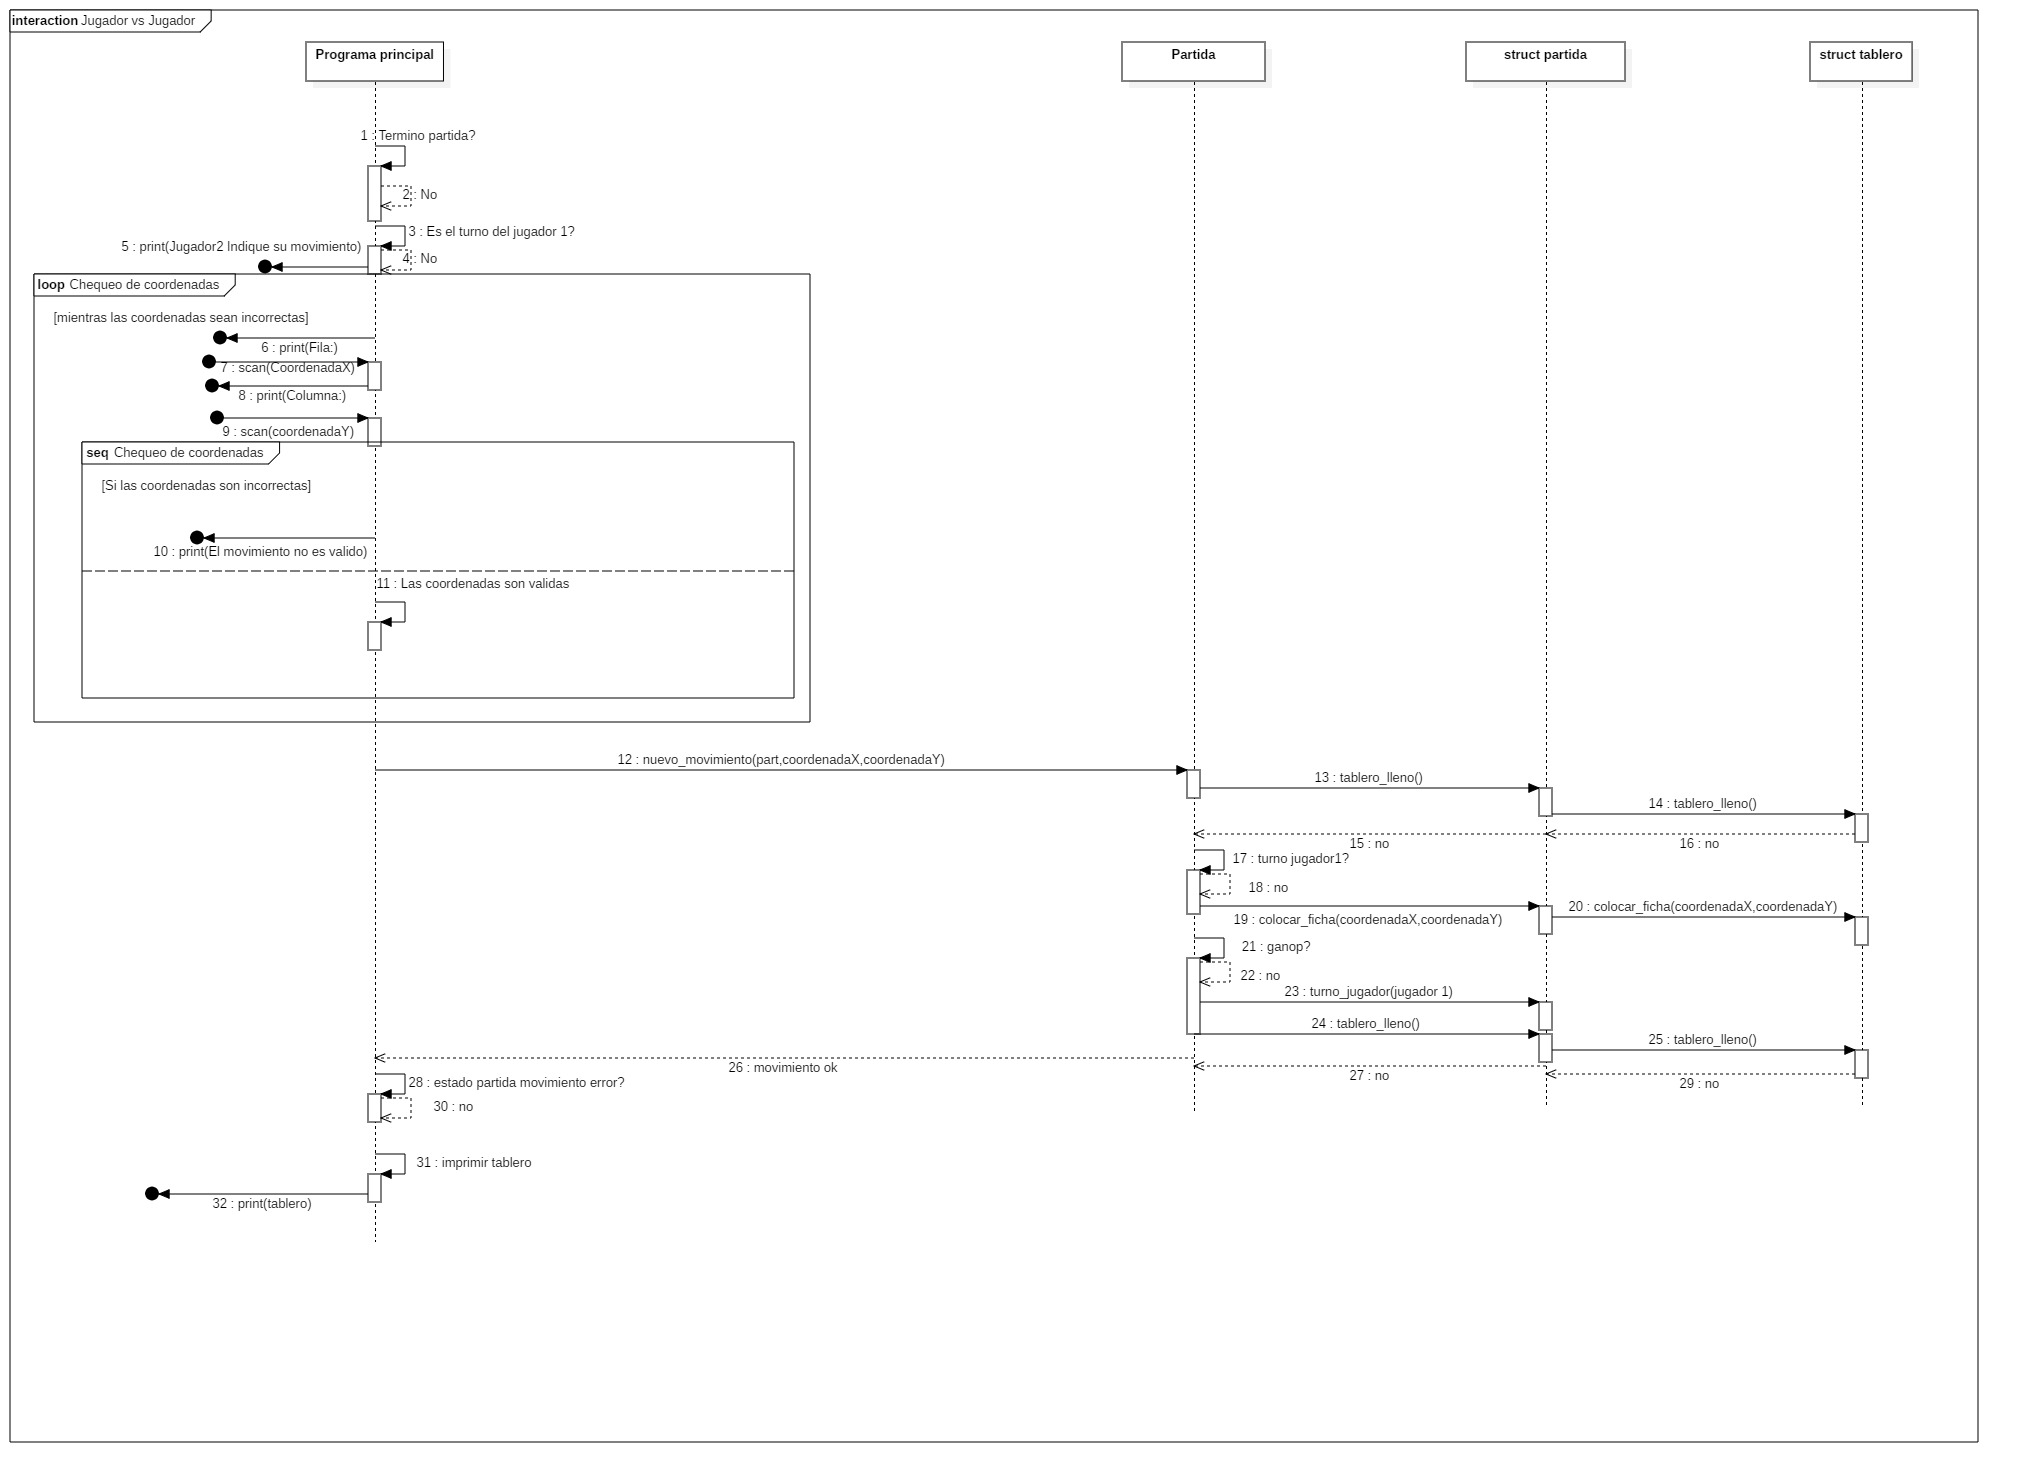 interaction Jugador vs Jugador
Programa principal
Partida
struct partida
struct tablero
1 : Termino partida?
2 : No
3 : Es el turno del jugador 1?
5 : print(Jugador2 Indique su movimiento)
4 : No
loop Chequeo de coordenadas
[mientras las coordenadas sean incorrectas]
6 : print(Fila:)
7 : scan(CoordenadaX)
8 : print(Columna:)
9 : scan(coordenadaY)
seq Chequeo de coordenadas
[Si las coordenadas son incorrectas]
10 : print(El movimiento no es valido)
11 : Las coordenadas son validas
12 : nuevo_movimiento(part,coordenadaX,coordenadaY)
13 : tablero_lleno()
14 : tablero_lleno()
15 : no
16 : no
17 : turno jugador1?
18 : no
19 : colocar_ficha(coordenadaX,coordenadaY)
20 : colocar_ficha(coordenadaX,coordenadaY)
21 : ganop?
22 : no
23 : turno_jugador(jugador 1)
24 : tablero_lleno()
25 : tablero_lleno()
26 : movimiento ok
27 : no
28 : estado partida movimiento error?
29 : no
30 : no
31 : imprimir tablero
32 : print(tablero)